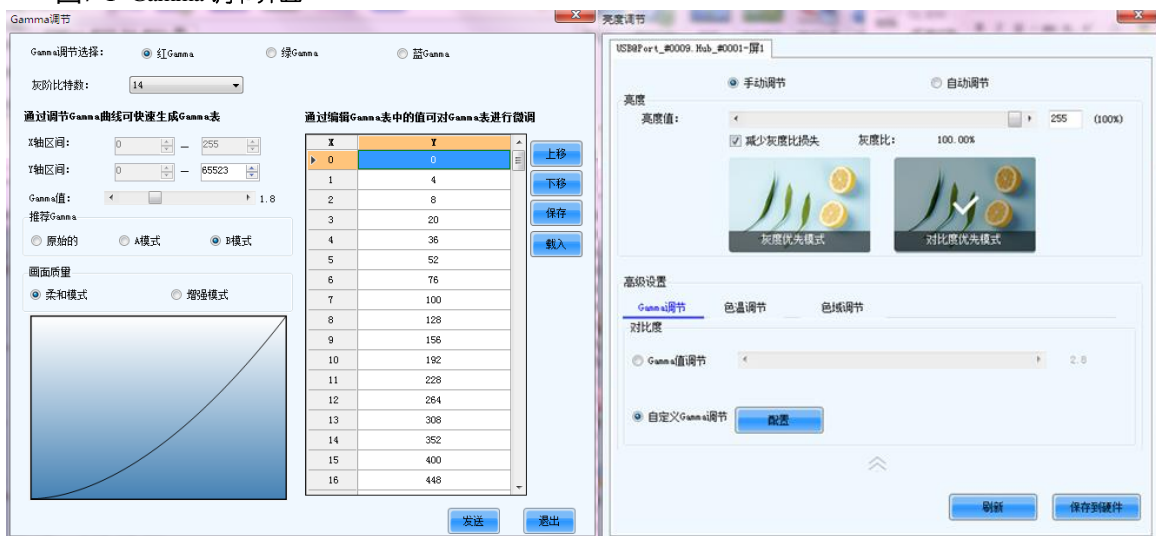 Gamma调节
Gamma调节选择： 红Gamma 绿Gamma 蓝Gamma
灰阶比特数： 14
通过调节Gamma曲线可快速生成Gamma表
X轴区间： 0 — 255
Y轴区间： 0 — 65523
Gamma值： 1.8
推荐Gamma
原始的 A模式 B模式
画面质量
柔和模式 增强模式
通过编辑Gamma表中的值可对Gamma表进行微调
X Y
0 0
1 4
2 8
3 20
4 36
5 52
6 76
7 100
8 128
9 156
10 192
11 228
12 264
13 308
14 352
15 400
16 448
上移
下移
保存
载入
发送 退出
亮度调节
USB@Port_#0009.Hub_#0001-屏1
手动调节 自动调节
亮度
亮度值： 255 (100%)
减少灰度比损失 灰度比： 100.00%
灰度优先模式 对比度优先模式
高级设置
Gamma调节 色温调节 色域调节
对比度
Gamma值调节 2.8
自定义Gamma调节 配置
刷新 保存到硬件